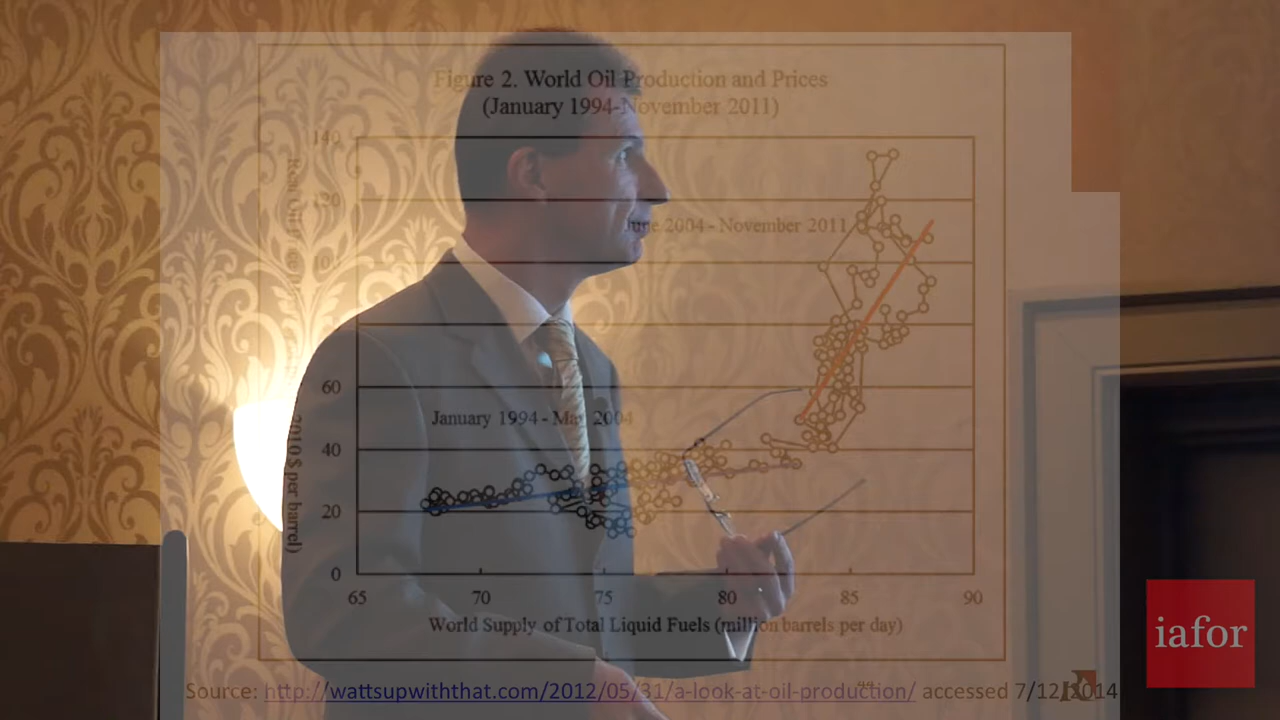 Figure 2. World Oil Production and Prices
(January 1994-November 2011)
140
120
June 2004 - November 2011
60
January 1994 - May 2004
40
20
0
2010 $ per barrel)
65 70 75 80 85 90
World Supply of Total Liquid Fuels (million barrels per day)
Source: http://wattsupwiththat.com/2012/05/31/a-look-at-oil-production/ accessed 7/12/2014
iafor